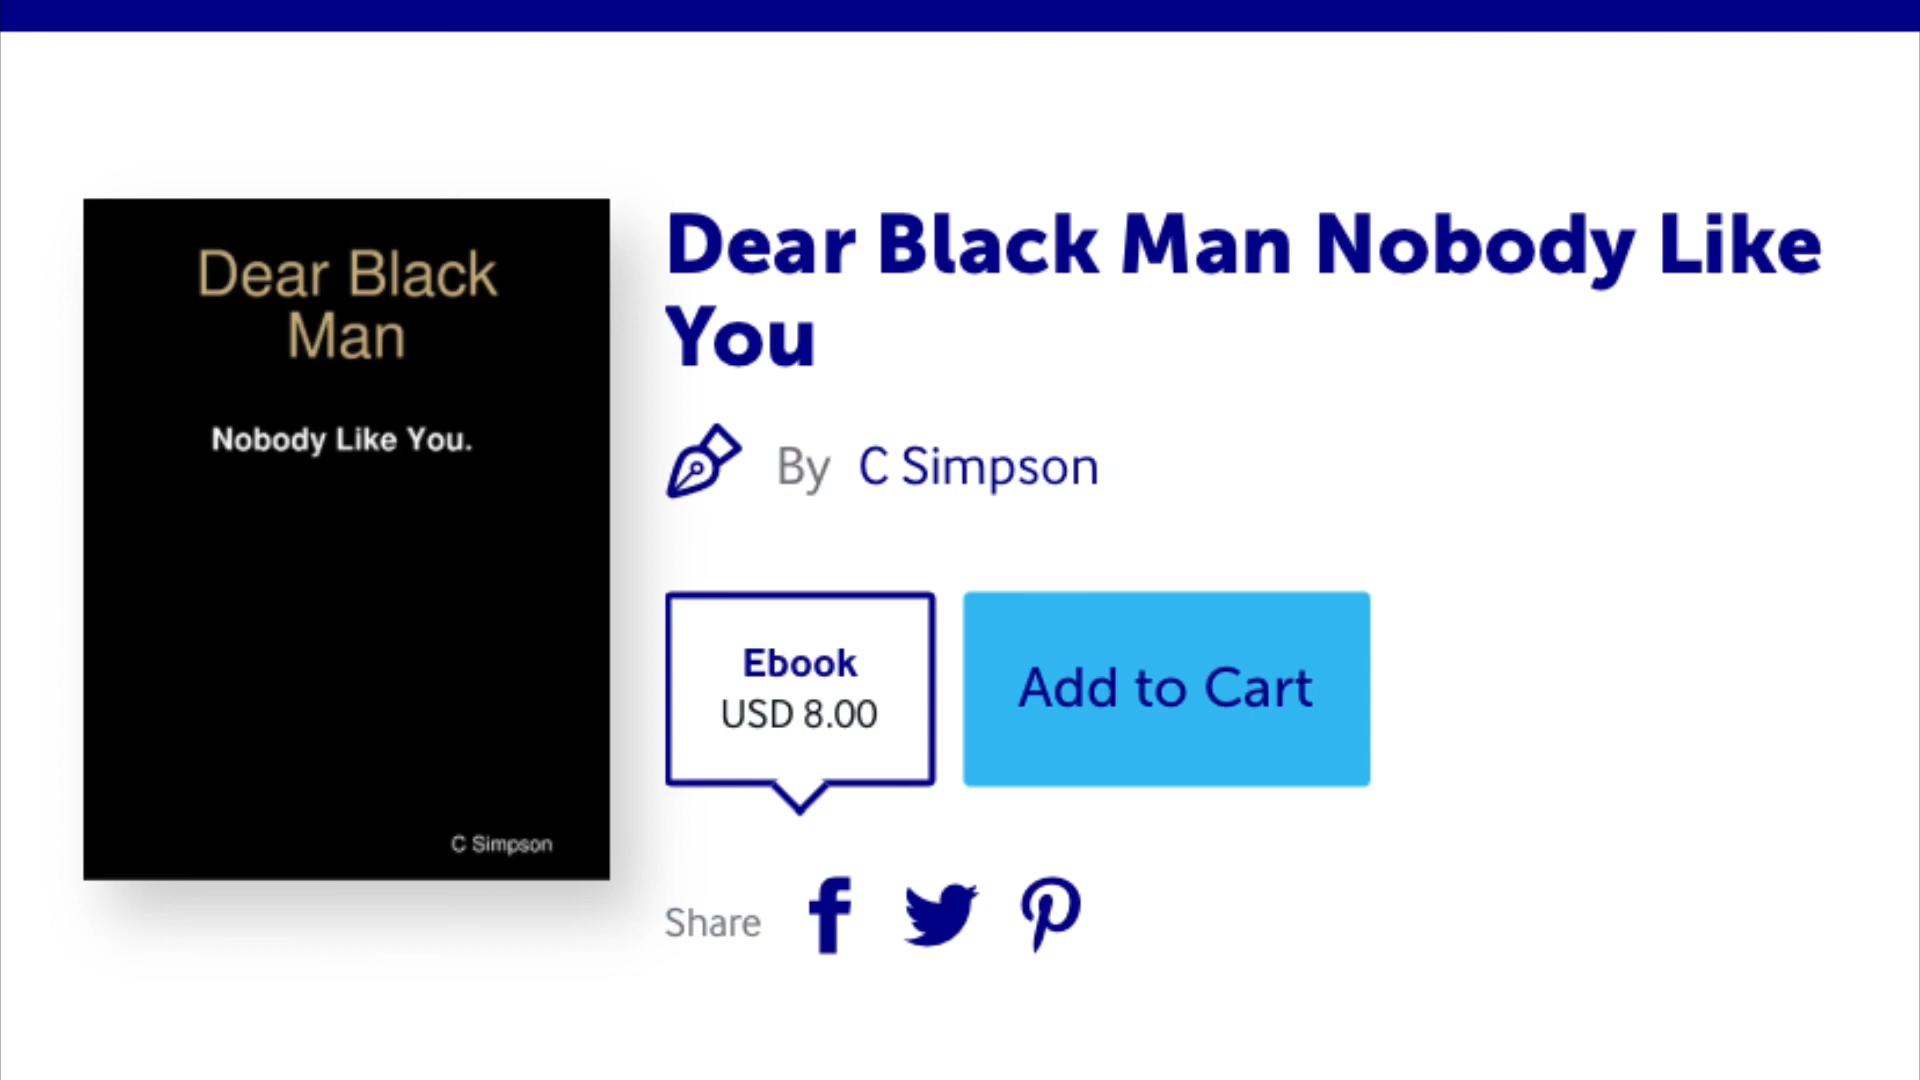 Dear Black
Man
Nobody Like You.
C Simpson
Dear Black Man Nobody Like
You
By C Simpson
Ebook
USD 8.00
Add to Cart
Share